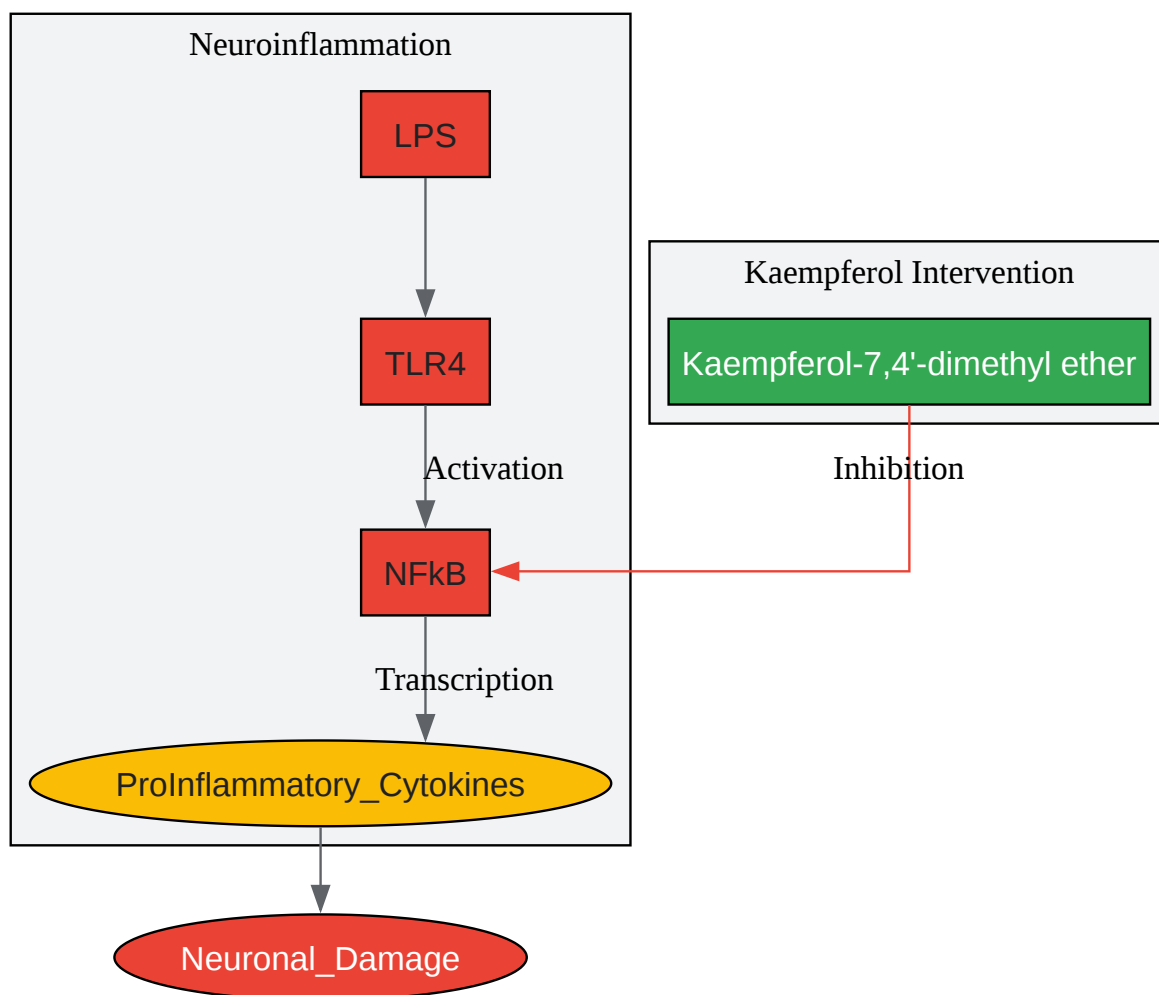 Neuroinflammation
LPS
Kaempferol Intervention
TLR4
Kaempferol-7,4'-dimethyl ether
Activation
Inhibition
NFkB
Transcription
ProInflammatory_Cytokines
Neuronal_Damage